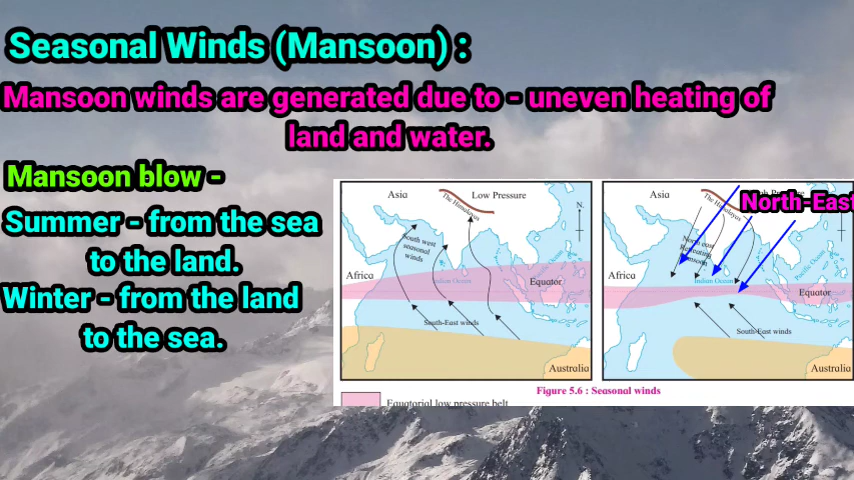 Seasonal Winds (Mansoon) :
Mansoon winds are generated due to - uneven heating of
land and water.
Mansoon blow -
Summer - from the sea
to the land.
Winter - from the land
to the sea.
Asia
The Himalayas
Low Pressure
N.
South west
seasonal
winds
Africa
Indian Ocean
Equator
South-East winds
Australia
Asia
The Himalayas
High Pressure
North-East
North east
Retreating
Monsoon
Pacific Ocean
Africa
Indian Ocean
Equator
South-East winds
Australia
Figure 5.6 : Seasonal winds
Equatorial low pressure belt